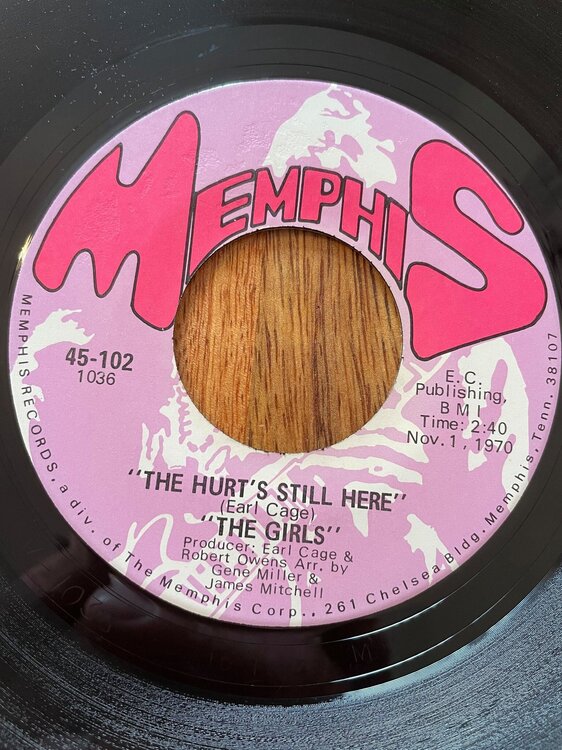 MEMPHIS
45-102
1036
E.C.
Publishing,
BMI
Time: 2:40
Nov. 1, 1970
"THE HURT'S STILL HERE"
(Earl Cage)
"THE GIRLS"
Producer: Earl Cage &
Robert Owens Arr. by
Gene Miller &
James Mitchell
MEMPHIS RECORDS, a div. of The Memphis Corp., 261 Chelsea Bldg. Memphis, Tenn. 38107